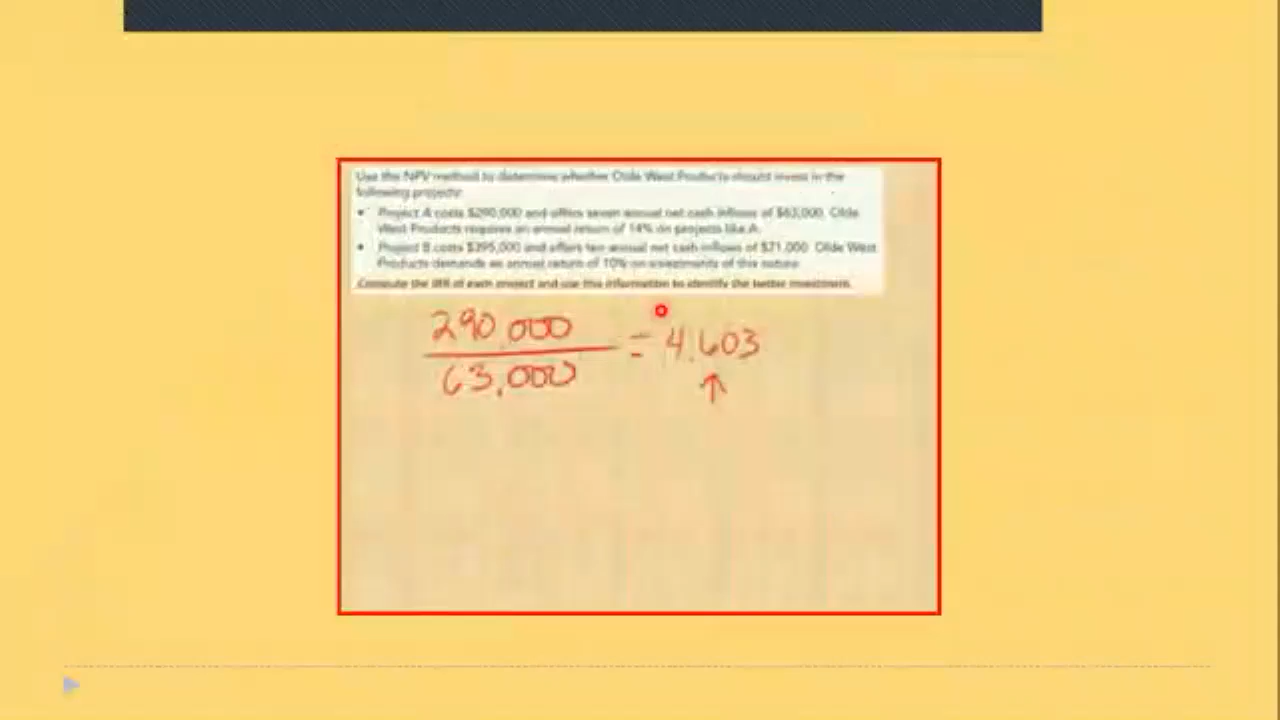 Use the NPV method to determine whether Olde West Products should invest in the
following projects:
• Project A costs $290,000 and offers seven annual net cash inflows of $63,000. Olde
West Products requires an annual return of 14% on projects like A.
• Project B costs $395,000 and offers ten annual net cash inflows of $71,000. Olde West
Products demands an annual return of 10% on investments of this nature.
Compute the IRR of each project and use this information to identify the better investment.
290,000
= 4.603
63,000